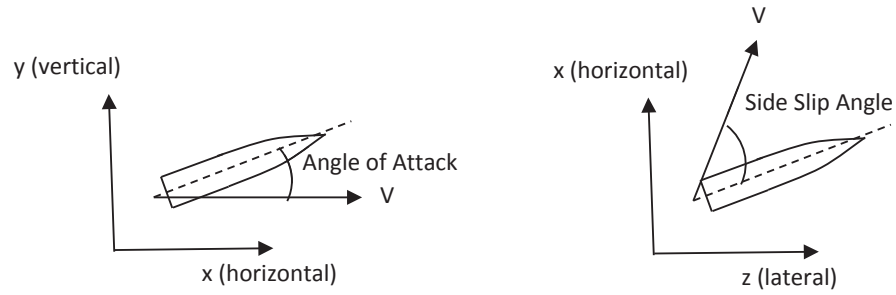 y (vertical)
Angle of Attack
V
x (horizontal)
V
x (horizontal)
Side Slip Angle
z (lateral)